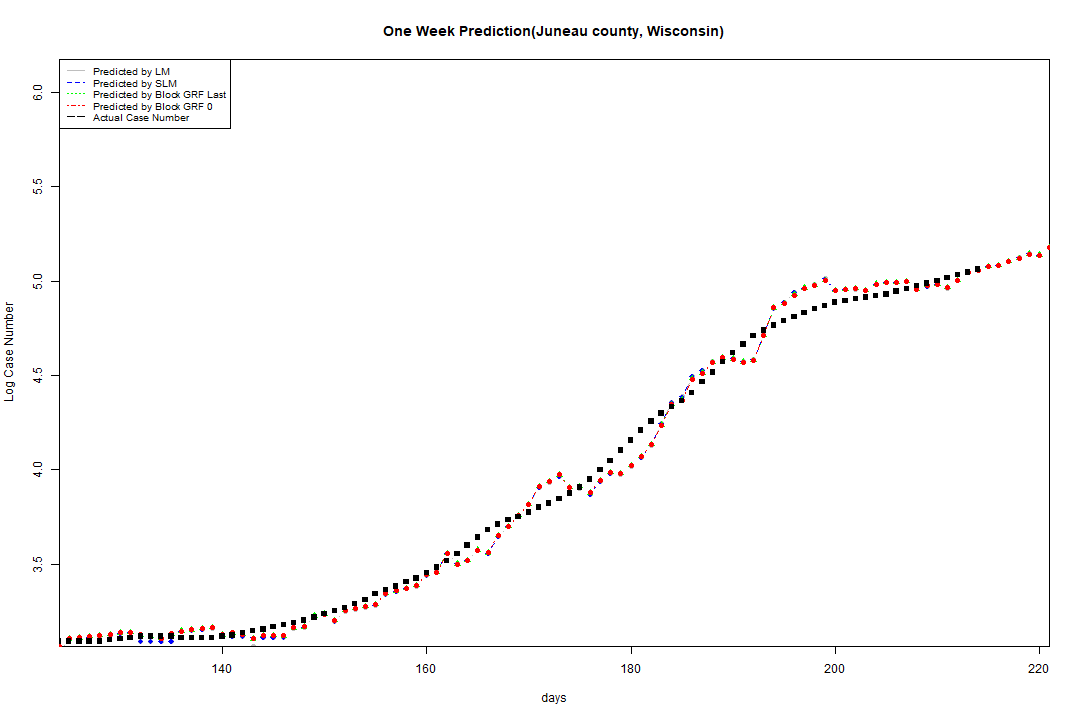 One Week Prediction(Juneau county, Wisconsin)
Predicted by LM
Predicted by SLM
Predicted by Block GRF Last
Predicted by Block GRF 0
Actual Case Number
6.0
5.5
5.0
4.5
4.0
3.5
Log Case Number
140 160 180 200 220
days